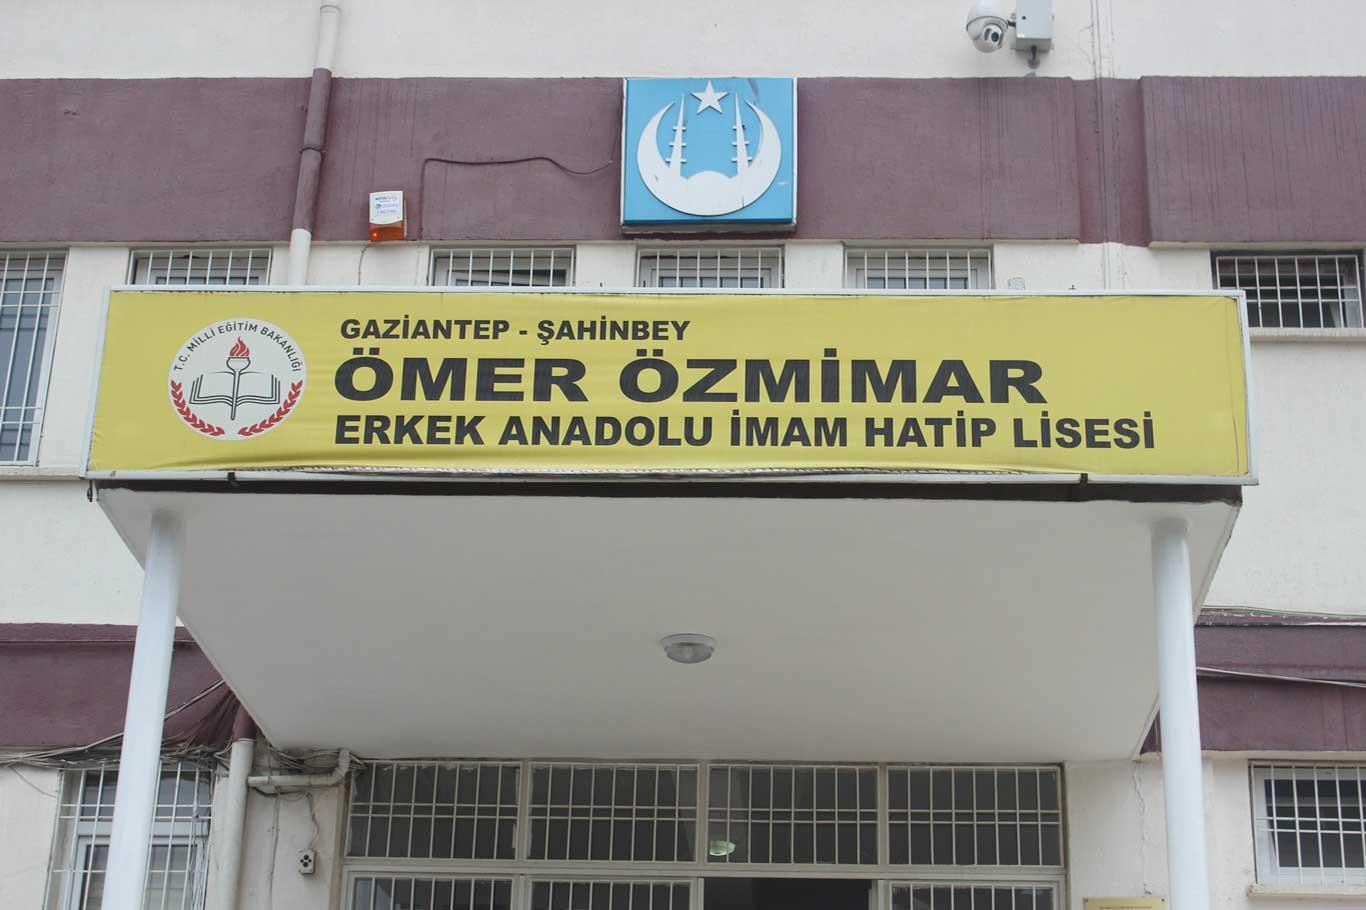 T.C. MİLLİ EĞİTİM BAKANLIĞI
GAZİANTEP - ŞAHİNBEY
ÖMER ÖZMİMAR
ERKEK ANADOLU İMAM HATİP LİSESİ